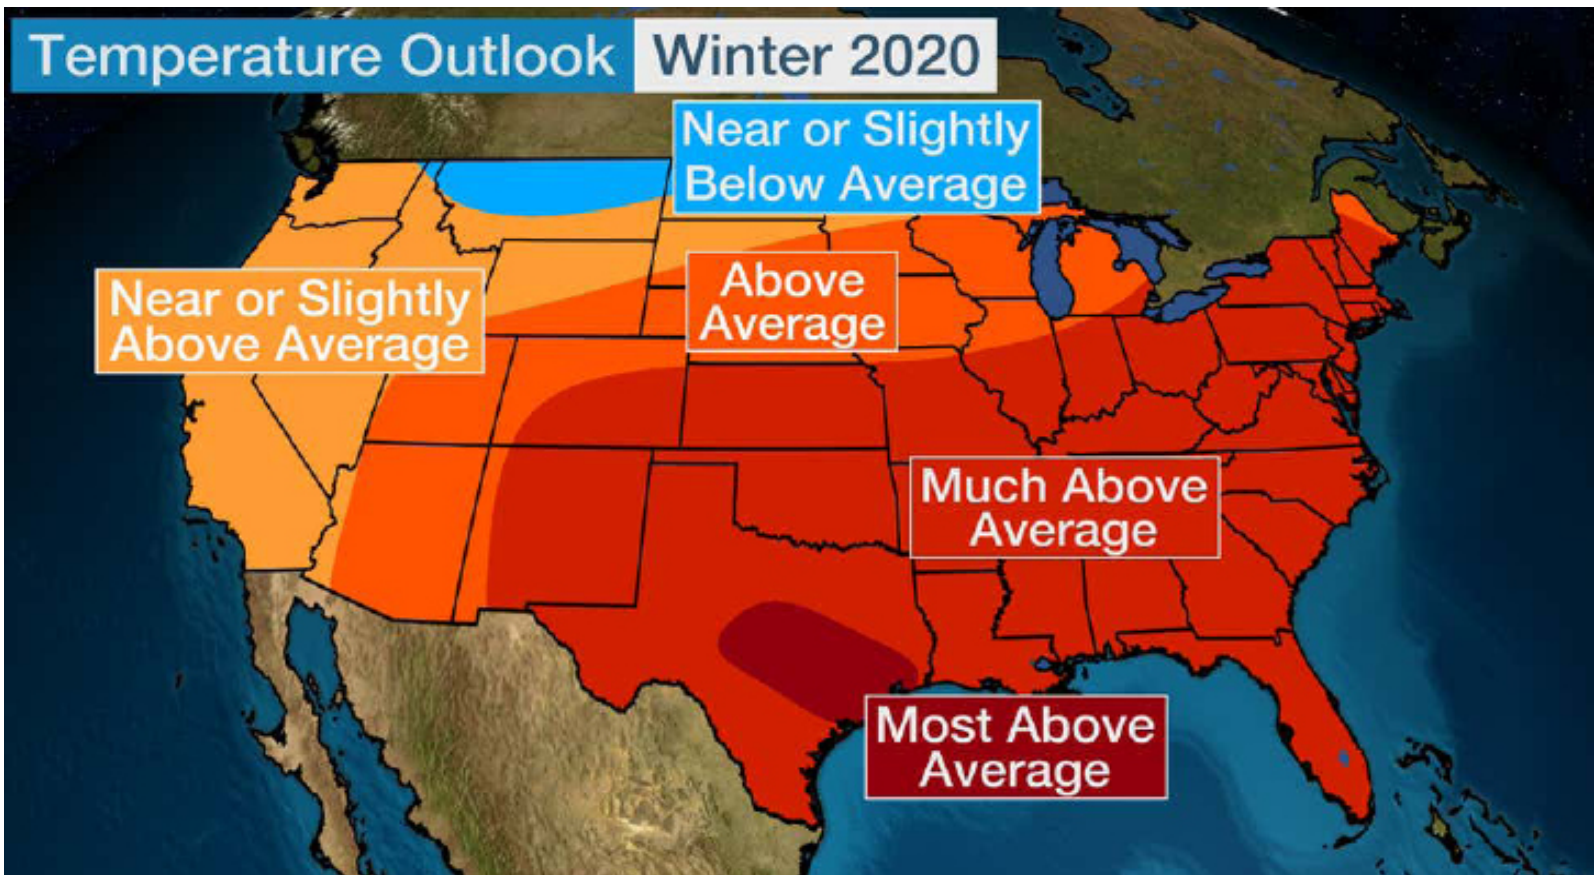 Temperature Outlook Winter 2020
Near or Slightly
Below Average
Near or Slightly
Above Average
Above
Average
Much Above
Average
Most Above
Average